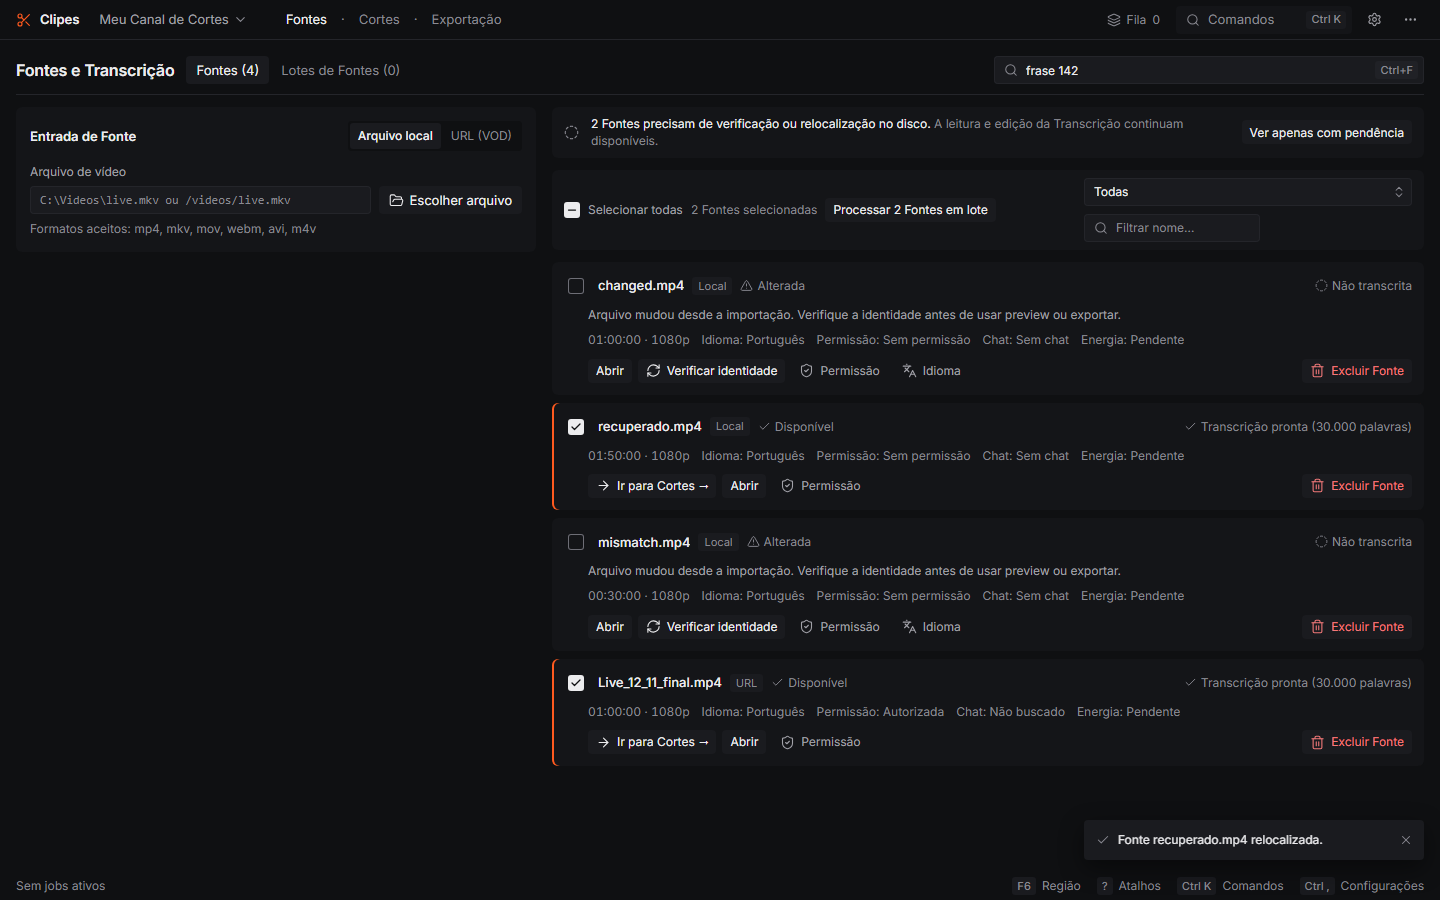 Clipes Meu Canal de Cortes Fontes · Cortes · Exportação Fila 0 Comandos Ctrl K
Fontes e Transcrição Fontes (4) Lotes de Fontes (0) frase 142 Ctrl+F
Entrada de Fonte Arquivo local URL (VOD)
Arquivo de vídeo
C:\Videos\live.mkv ou /videos/live.mkv Escolher arquivo
Formatos aceitos: mp4, mkv, mov, webm, avi, m4v
2 Fontes precisam de verificação ou relocalização no disco. A leitura e edição da Transcrição continuam
disponíveis.
Ver apenas com pendência
Selecionar todas 2 Fontes selecionadas Processar 2 Fontes em lote
Todas
Filtrar nome...
changed.mp4 Local Alterada Não transcrita
Arquivo mudou desde a importação. Verifique a identidade antes de usar preview ou exportar.
01:00:00 · 1080p Idioma: Português Permissão: Sem permissão Chat: Sem chat Energia: Pendente
Abrir Verificar identidade Permissão Idioma Excluir Fonte
recuperado.mp4 Local Disponível Transcrição pronta (30.000 palavras)
01:50:00 · 1080p Idioma: Português Permissão: Sem permissão Chat: Sem chat Energia: Pendente
Ir para Cortes → Abrir Permissão Excluir Fonte
mismatch.mp4 Local Alterada Não transcrita
Arquivo mudou desde a importação. Verifique a identidade antes de usar preview ou exportar.
00:30:00 · 1080p Idioma: Português Permissão: Sem permissão Chat: Sem chat Energia: Pendente
Abrir Verificar identidade Permissão Idioma Excluir Fonte
Live_12_11_final.mp4 URL Disponível Transcrição pronta (30.000 palavras)
01:00:00 · 1080p Idioma: Português Permissão: Autorizada Chat: Não buscado Energia: Pendente
Ir para Cortes → Abrir Permissão Excluir Fonte
Fonte recuperado.mp4 relocalizada.
Sem jobs ativos F6 Região ? Atalhos Ctrl K Comandos Ctrl , Configurações